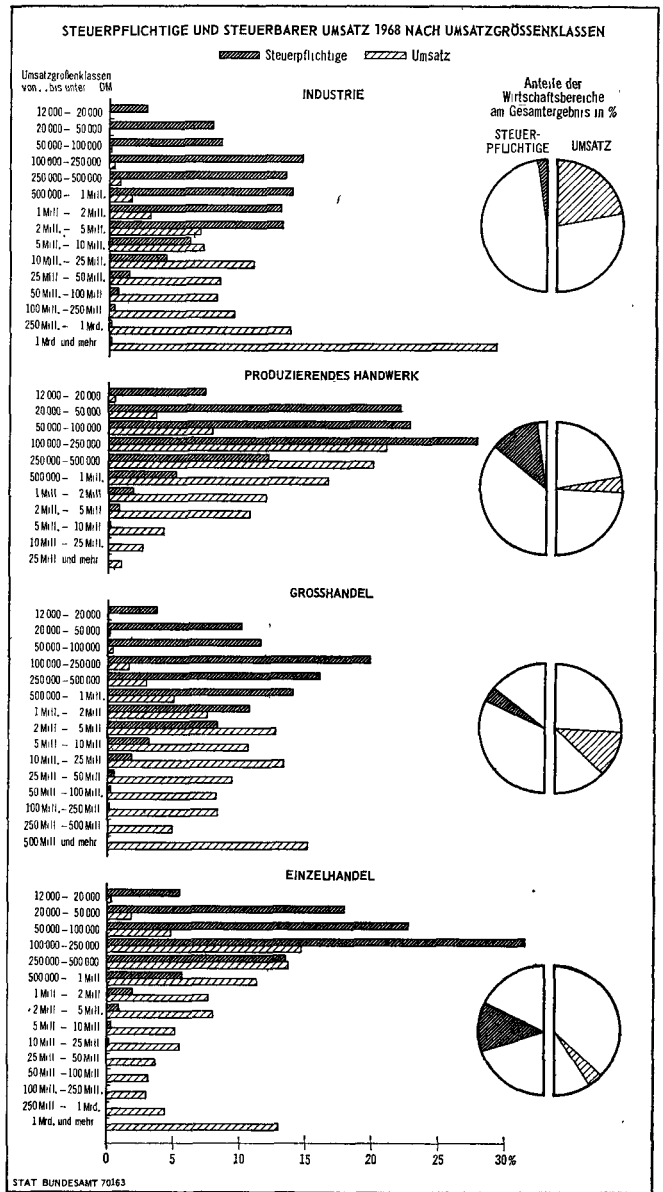 STEUERPFLICHTIGE UND STEUERBARER UMSATZ 1968 NACH UMSATZGRÖSSENKLASSEN
Steuerpflichtige Umsatz
Umsatzgroßenklassen
von .. bis unter DM
INDUSTRIE
12 000 – 20 000
20 000 – 50 000
50 000 – 100 000
100 000 – 250 000
250 000 – 500 000
500 000 – 1 Mill.
1 Mill – 2 Mill.
2 Mill. – 5 Mill.
5 Mill – 10 Mill.
10 Mill. – 25 Mill
25 Mill – 50 Mill.
50 Mill. – 100 Mill
100 Mill. – 250 Mill
250 Mill. – 1 Mrd.
1 Mrd und mehr
Anteile der
Wirtschaftsbereiche
am Gesamtergebnis in %
STEUER-
PFLICHTIGE
UMSATZ
PRODUZIERENDES HANDWERK
12 000 – 20 000
20 000 – 50 000
50 000 – 100 000
100 000 – 250 000
250 000 – 500 000
500 000 – 1 Mill.
1 Mill – 2 Mill
2 Mill. – 5 Mill
5 Mill. – 10 Mill
10 Mill – 25 Mill.
25 Mill und mehr
GROSSHANDEL
12 000 – 20 000
20 000 – 50 000
50 000 – 100 000
100 000 – 250 000
250 000 – 500 000
500 000 – 1 Mill.
1 Mill. – 2 Mill
2 Mill – 5 Mill
5 Mill – 10 Mill
10 Mill. – 25 Mill
25 Mill – 50 Mill
50 Mill – 100 Mill.
100 Mill. – 250 Mill
250 Mill – 500 Mill
500 Mill und mehr
EINZELHANDEL
12 000 – 20 000
20 000 – 50 000
50 000 – 100 000
100 000 – 250 000
250 000 – 500 000
500 000 – 1 Mill
1 Mill – 2 Mill
2 Mill – 5 Mill.
5 Mill – 10 Mill
10 Mill – 25 Mill
25 Mill – 50 Mill
50 Mill – 100 Mill
100 Mill. – 250 Mill.
250 Mill – 1 Mrd.
1 Mrd. und mehr
0 5 10 15 20 25 30%
STAT BUNDESAMT 70163